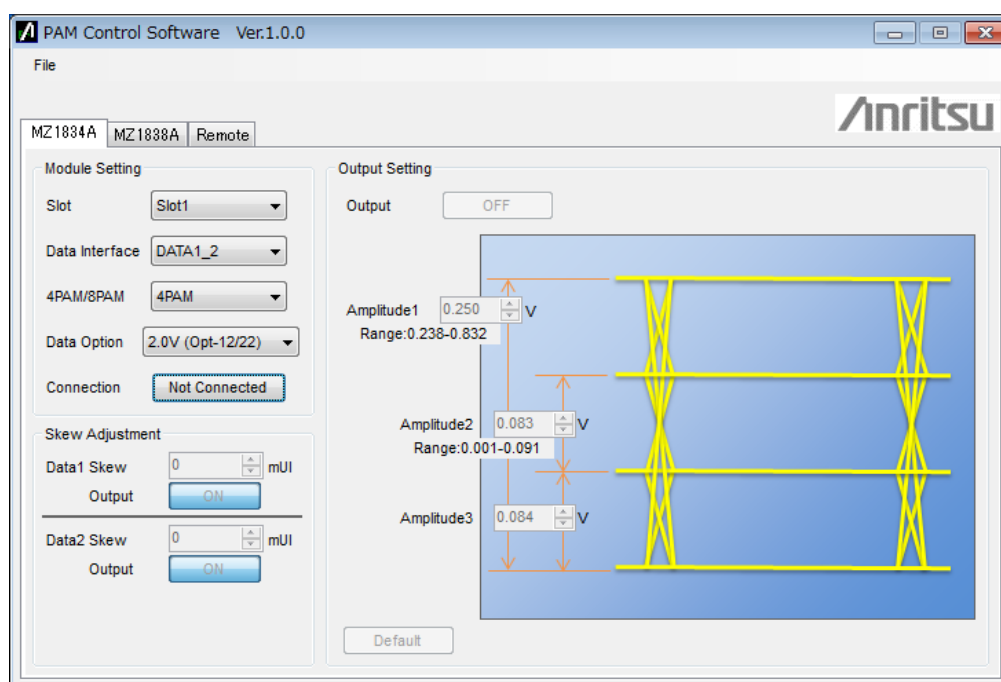 PAM Control Software Ver.1.0.0
File
Anritsu
MZ1834A MZ1838A Remote
Module Setting
Slot Slot1
Data Interface DATA1_2
4PAM/8PAM 4PAM
Data Option 2.0V (Opt-12/22)
Connection Not Connected
Skew Adjustment
Data1 Skew 0 mUI
Output ON
Data2 Skew 0 mUI
Output ON
Output Setting
Output OFF
Amplitude1 0.250 V
Range:0.238-0.832
Amplitude2 0.083 V
Range:0.001-0.091
Amplitude3 0.084 V
Default